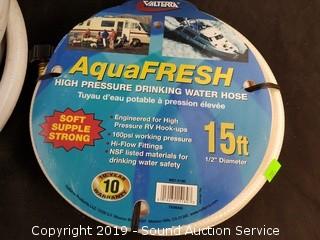 VALTERRA
AquaFRESH
HIGH PRESSURE DRINKING WATER HOSE
Tuyau d'eau potable à pression élevée
SOFT
SUPPLE
STRONG
• Engineered for High
Pressure RV Hook-ups
• 160psi working pressure
• Hi-Flow Fittings
• NSF listed materials for
drinking water safety
15ft
1/2" Diameter
10
Copyright 2019 - Sound Auction Service